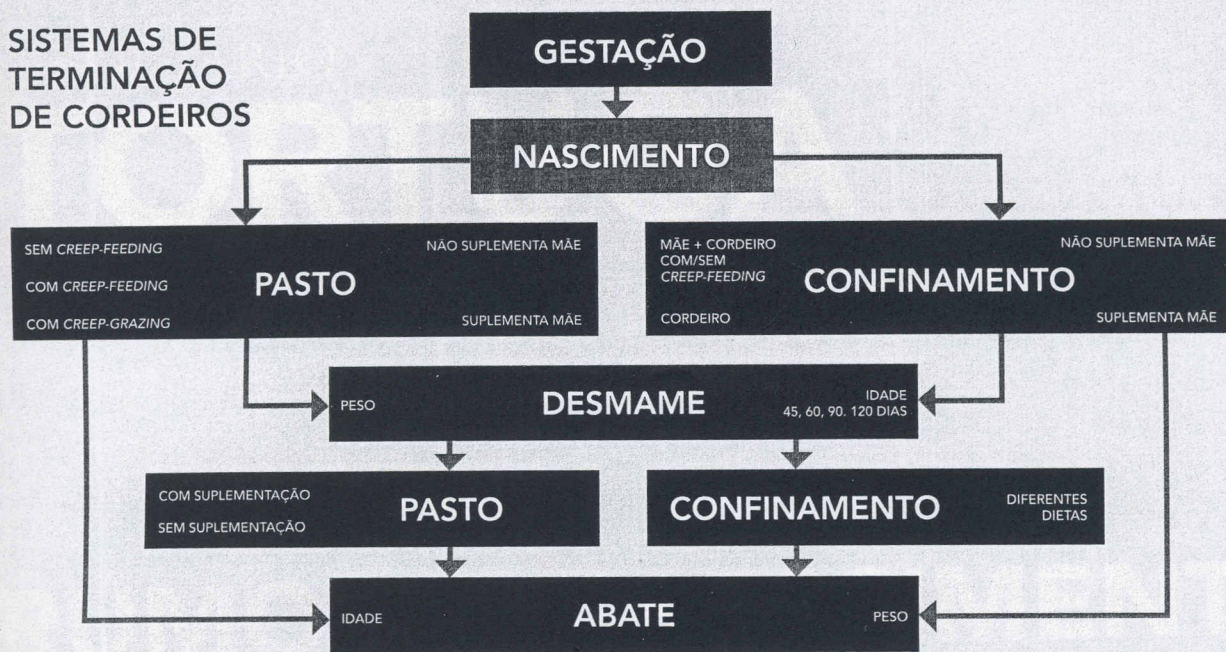 SISTEMAS DE
TERMINAÇÃO
DE CORDEIROS
GESTAÇÃO
NASCIMENTO
SEM CREEP-FEEDING
COM CREEP-FEEDING
COM CREEP-GRAZING
PASTO
NÃO SUPLEMENTA MÃE
SUPLEMENTA MÃE
MÃE + CORDEIRO
COM/SEM
CREEP-FEEDING
CORDEIRO
CONFINAMENTO
NÃO SUPLEMENTA MÃE
SUPLEMENTA MÃE
PESO
DESMAME
IDADE
45, 60, 90. 120 DIAS
COM SUPLEMENTAÇÃO
SEM SUPLEMENTAÇÃO
PASTO
CONFINAMENTO
DIFERENTES
DIETAS
IDADE
ABATE
PESO